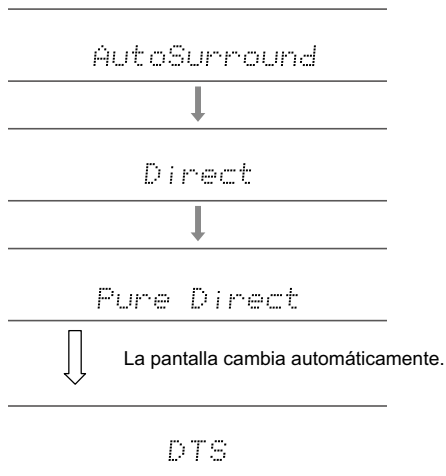 AutoSurround
Direct
Pure Direct
La pantalla cambia automáticamente.
DTS